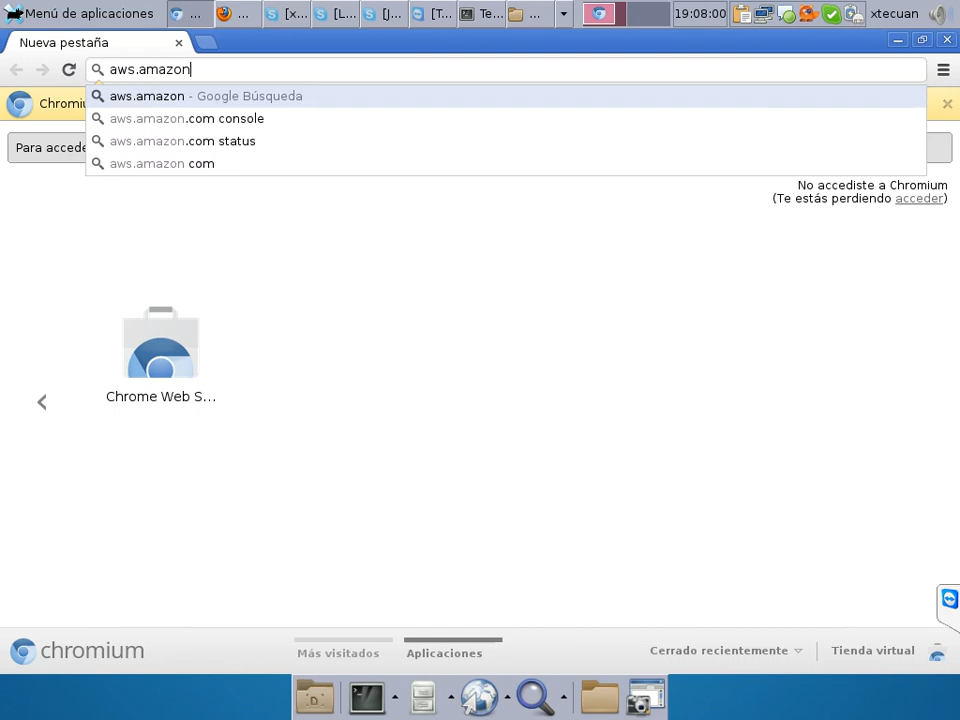 Menú de aplicaciones
...
...
[x...
[L...
[J...
[T...
Te...
...
19:08:00
xtecuan
Nueva pestaña
aws.amazon
Chromiu
aws.amazon - Google Búsqueda
aws.amazon.com console
aws.amazon.com status
aws.amazon com
Para accede
No accediste a Chromium
(Te estás perdiendo acceder)
Chrome Web S...
chromium
Más visitados
Aplicaciones
Cerrado recientemente
Tienda virtual
D